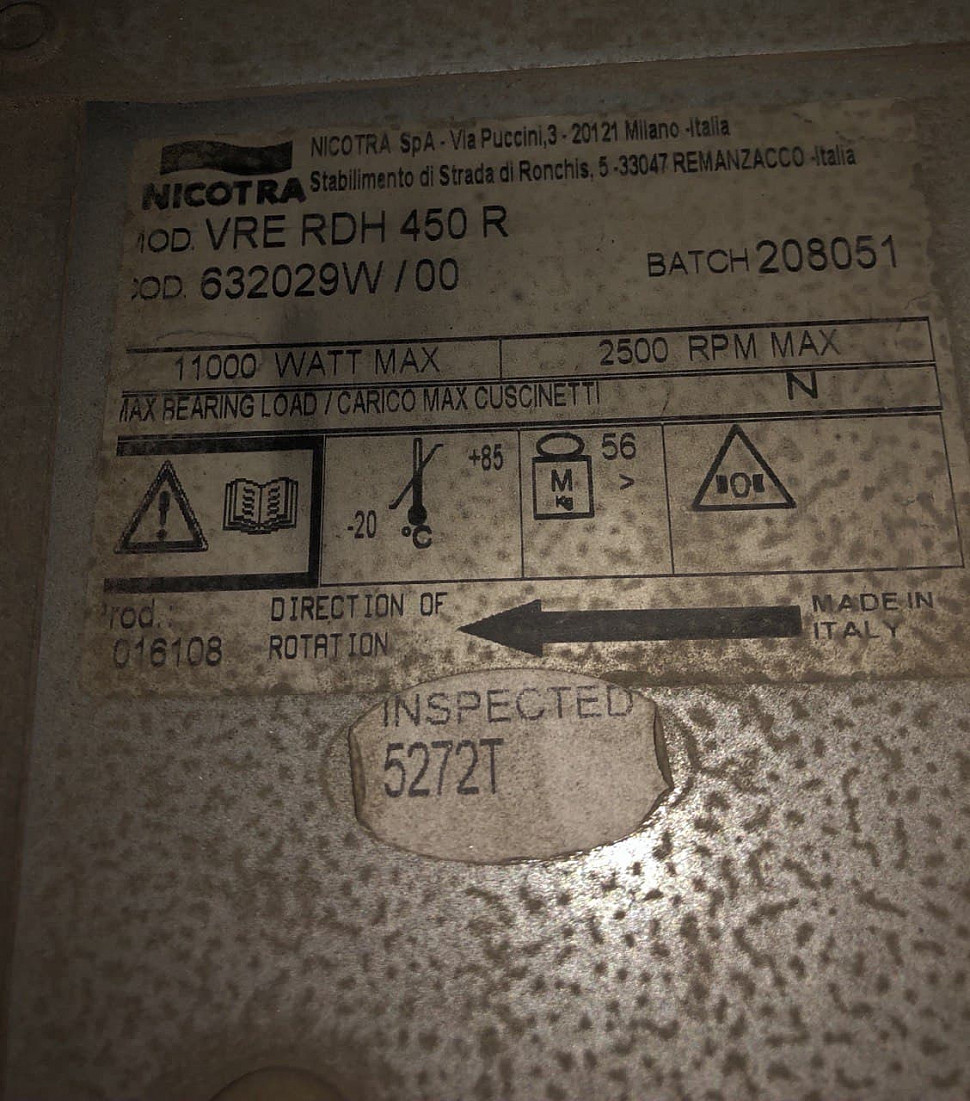 NICOTRA SpA - Via Puccini,3 - 20121 Milano -Italia
NICOTRA Stabilimento di Strada di Ronchis, 5 -33047 REMANZACCO -Italia
MOD. VRE RDH 450 R
COD. 632029W / 00 BATCH 208051
11000 WATT MAX 2500 RPM MAX
MAX BEARING LOAD / CARICO MAX CUSCINETTI N
-20 +85 °C
M Kg 56 >
Prod.: DIRECTION OF MADE IN
016108 ROTATION ITALY
INSPECTED
5272T